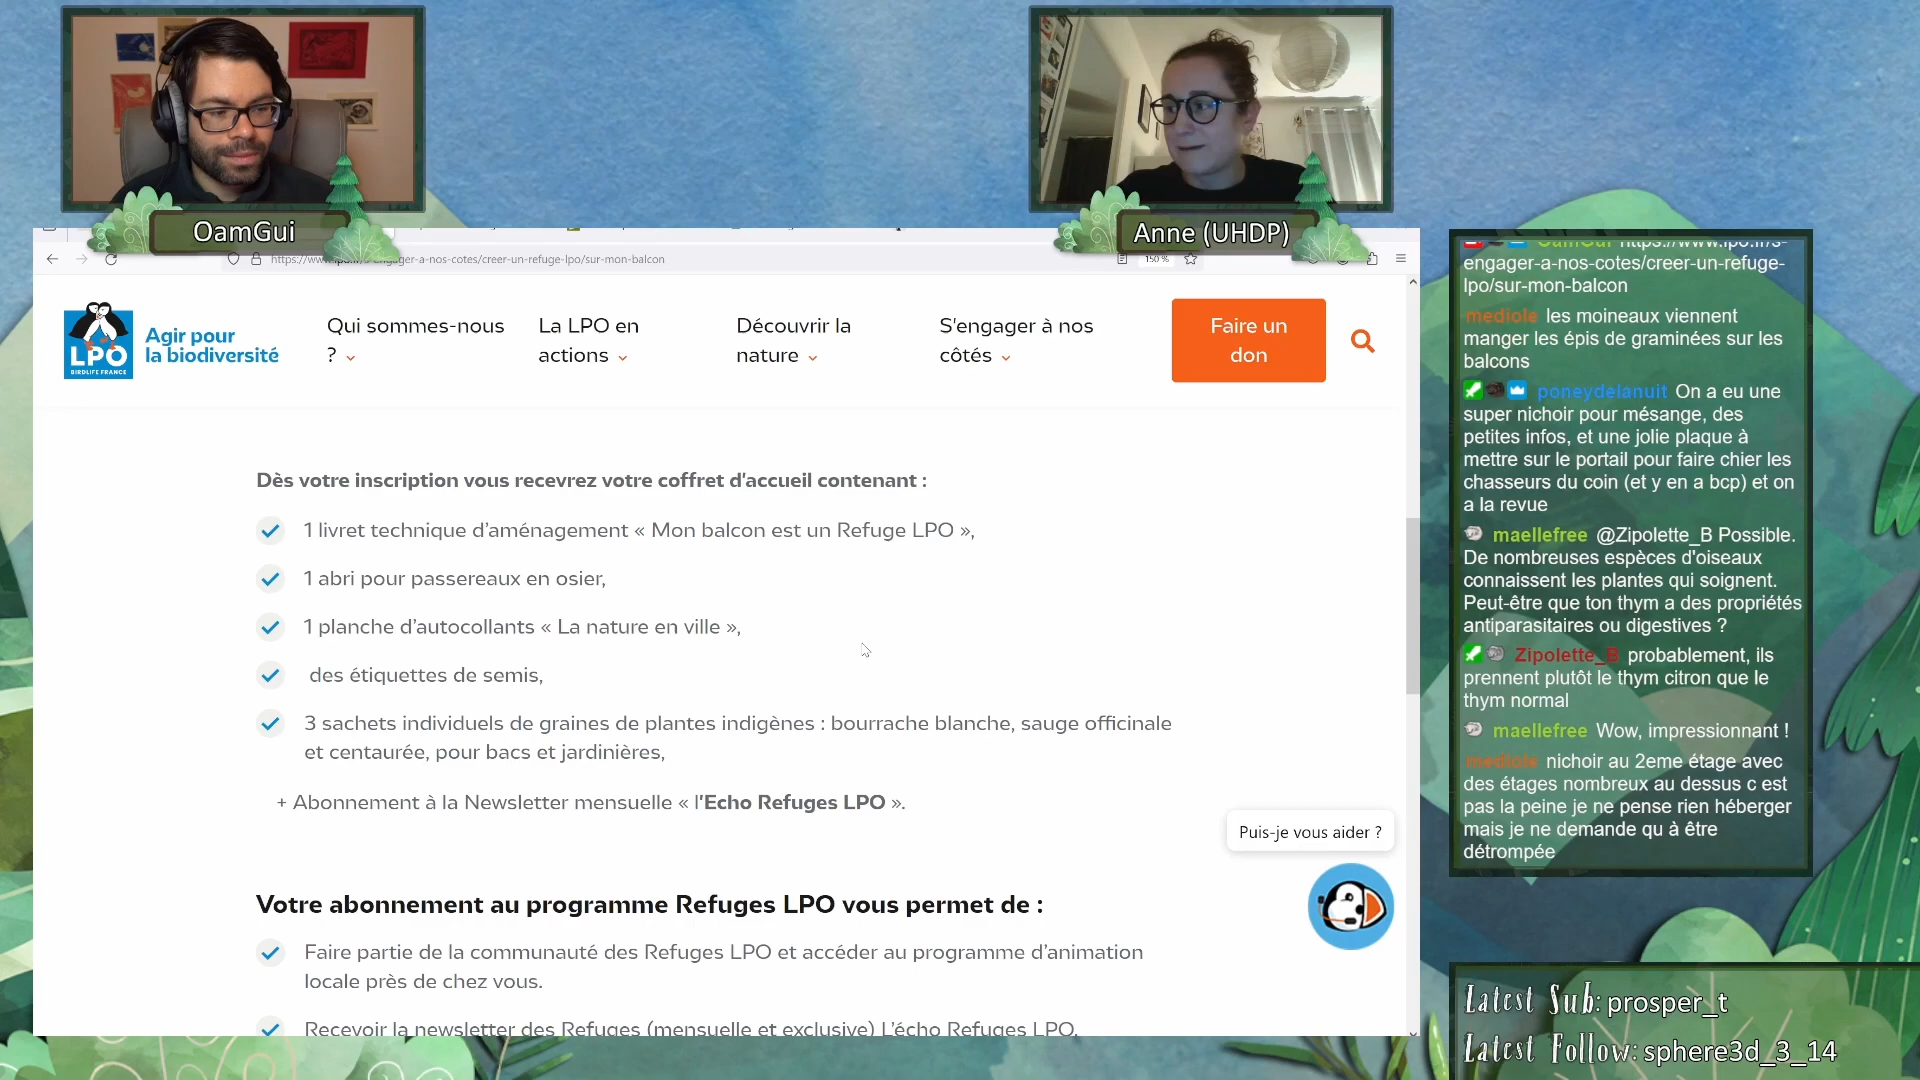 OamGui
Anne (UHDP)
engager-a-nos-cotes/creer-un-refuge-lpo/sur-mon-balcon
150 %
LPO
BIRDLIFE FRANCE
Agir pour
la biodiversité
Qui sommes-nous
?
La LPO en
actions
Découvrir la
nature
S'engager à nos
côtés
Faire un
don
Dès votre inscription vous recevrez votre coffret d'accueil contenant :
1 livret technique d'aménagement « Mon balcon est un Refuge LPO »,
1 abri pour passereaux en osier,
1 planche d'autocollants « La nature en ville »,
des étiquettes de semis,
3 sachets individuels de graines de plantes indigènes : bourrache blanche, sauge officinale
et centaurée, pour bacs et jardinières,
+ Abonnement à la Newsletter mensuelle « l'Echo Refuges LPO ».
Puis-je vous aider ?
Votre abonnement au programme Refuges LPO vous permet de :
Faire partie de la communauté des Refuges LPO et accéder au programme d'animation
locale près de chez vous.
Recevoir la newsletter des Refuges (mensuelle et exclusive) L'écho Refuges LPO.
OamGui https://www.lpo.fr/s-
engager-a-nos-cotes/creer-un-refuge-
lpo/sur-mon-balcon
mediole les moineaux viennent
manger les épis de graminées sur les
balcons
poneydelanuit On a eu une
super nichoir pour mésange, des
petites infos, et une jolie plaque à
mettre sur le portail pour faire chier les
chasseurs du coin (et y en a bcp) et on
a la revue
maellefree @Zipolette_B Possible.
De nombreuses espèces d'oiseaux
connaissent les plantes qui soignent.
Peut-être que ton thym a des propriétés
antiparasitaires ou digestives ?
Zipolette_B probablement, ils
prennent plutôt le thym citron que le
thym normal
maellefree Wow, impressionnant !
mediole nichoir au 2eme étage avec
des étages nombreux au dessus c est
pas la peine je ne pense rien héberger
mais je ne demande qu à être
détrompée
Latest Sub: prosper_t
Latest Follow: sphere3d_3_14